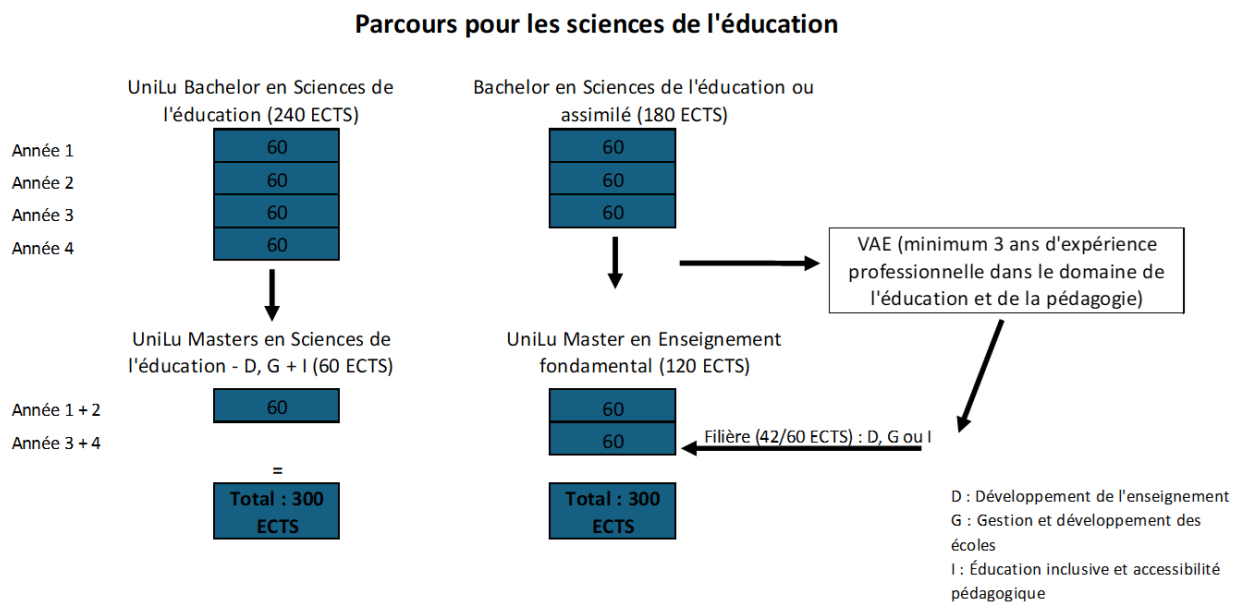 Parcours pour les sciences de l'éducation
UniLu Bachelor en Sciences de
l'éducation (240 ECTS)
Bachelor en Sciences de l'éducation ou
assimilé (180 ECTS)
Année 1
60
60
Année 2
60
60
Année 3
60
60
Année 4
60
VAE (minimum 3 ans d'expérience
professionnelle dans le domaine de
l'éducation et de la pédagogie)
UniLu Masters en Sciences de
l'éducation - D, G + I (60 ECTS)
UniLu Master en Enseignement
fondamental (120 ECTS)
Année 1 + 2
60
60
Année 3 + 4
60
Filière (42/60 ECTS) : D, G ou I
=
Total : 300
ECTS
Total : 300
ECTS
D : Développement de l'enseignement
G : Gestion et développement des
écoles
I : Éducation inclusive et accessibilité
pédagogique